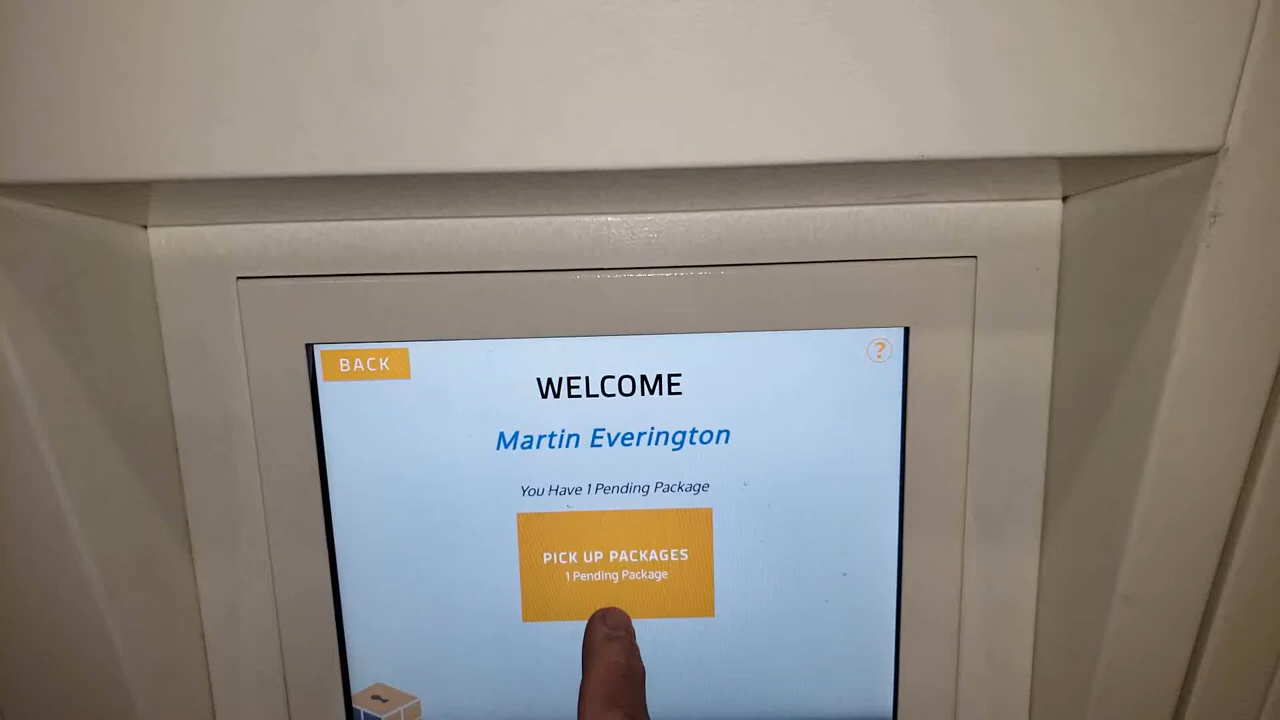 BACK
?
WELCOME
Martin Everington
You Have 1 Pending Package
PICK UP PACKAGES
1 Pending Package